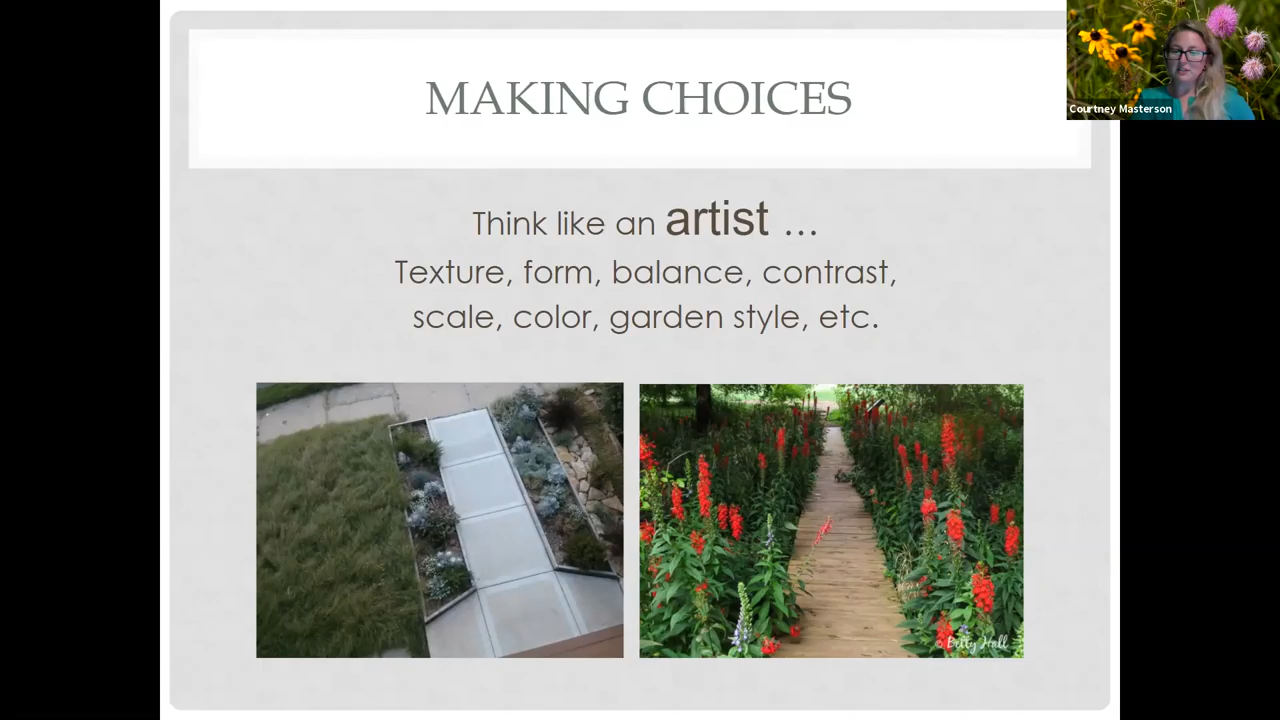 MAKING CHOICES
Courtney Masterson
Think like an artist ...
Texture, form, balance, contrast,
scale, color, garden style, etc.
© Betty Hall